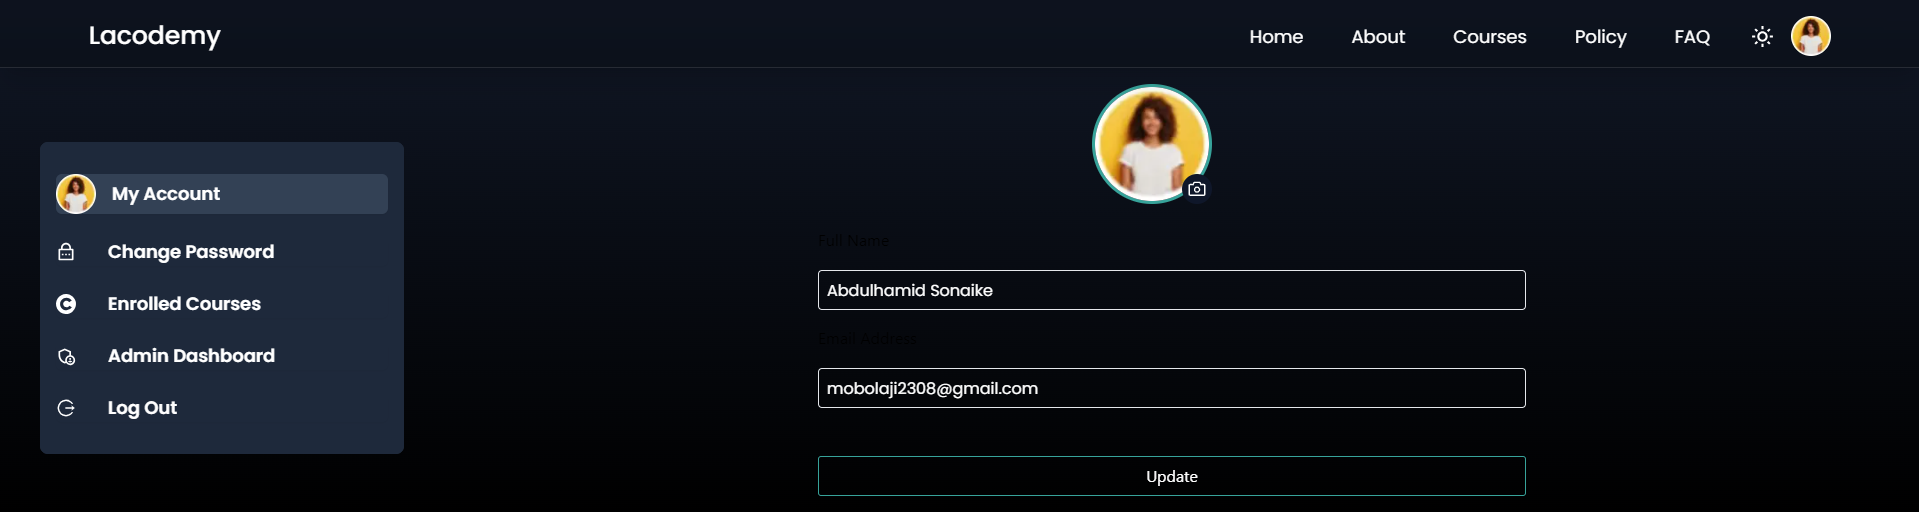 Lacodemy
Home About Courses Policy FAQ
My Account
Change Password
Enrolled Courses
Admin Dashboard
Log Out
Full Name
Abdulhamid Sonaike
Email Address
mobolaji2308@gmail.com
Update